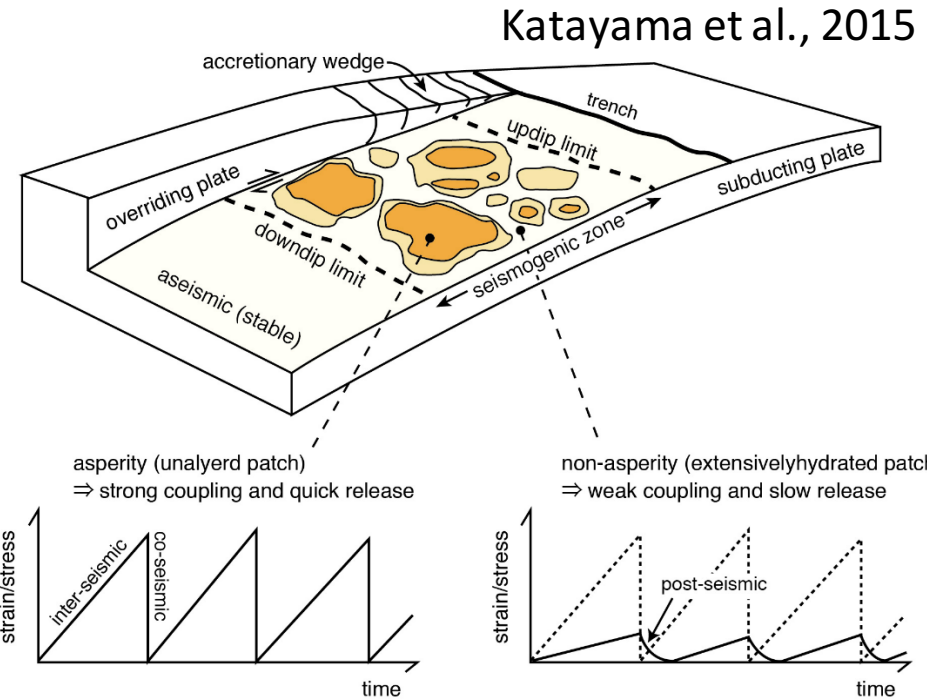 Katayama et al., 2015
accretionary wedge
trench
updip limit
subducting plate
overriding plate
downdip limit
seismogenic zone
aseismic (stable)
asperity (unalyerd patch)
⇒ strong coupling and quick release
non-asperity (extensivelyhydrated patch
⇒ weak coupling and slow release
strain/stress
inter-seismic
co-seismic
time
strain/stress
post-seismic
time